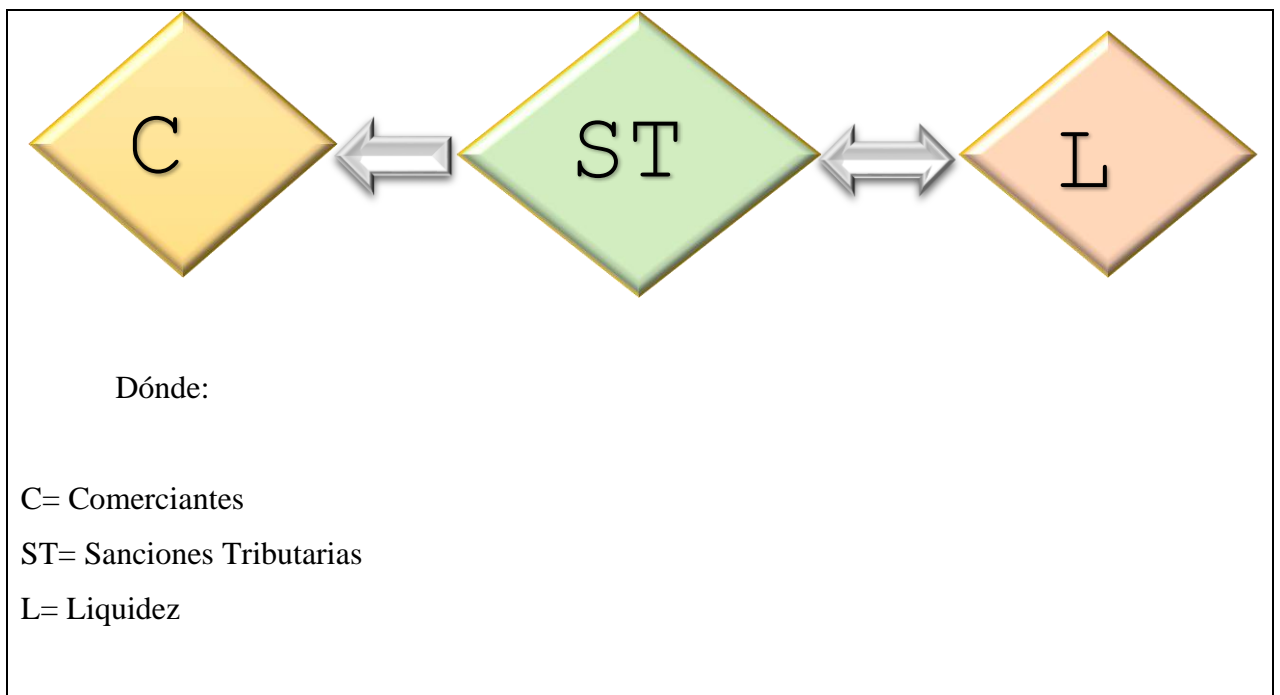 C ST L
Dónde:
C= Comerciantes
ST= Sanciones Tributarias
L= Liquidez